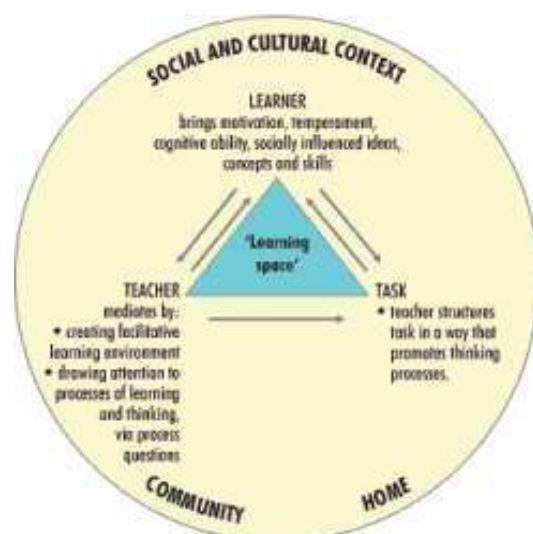 SOCIAL AND CULTURAL CONTEXT
LEARNER
brings motivation, temperament,
cognitive ability, socially influenced ideas,
concepts and skills
'Learning
space'
TEACHER
mediates by:
• creating facilitative
learning environment
• drawing attention to
processes of learning
and thinking,
via process
questions
TASK
• teacher structures
task in a way that
promotes thinking
processes.
COMMUNITY
HOME